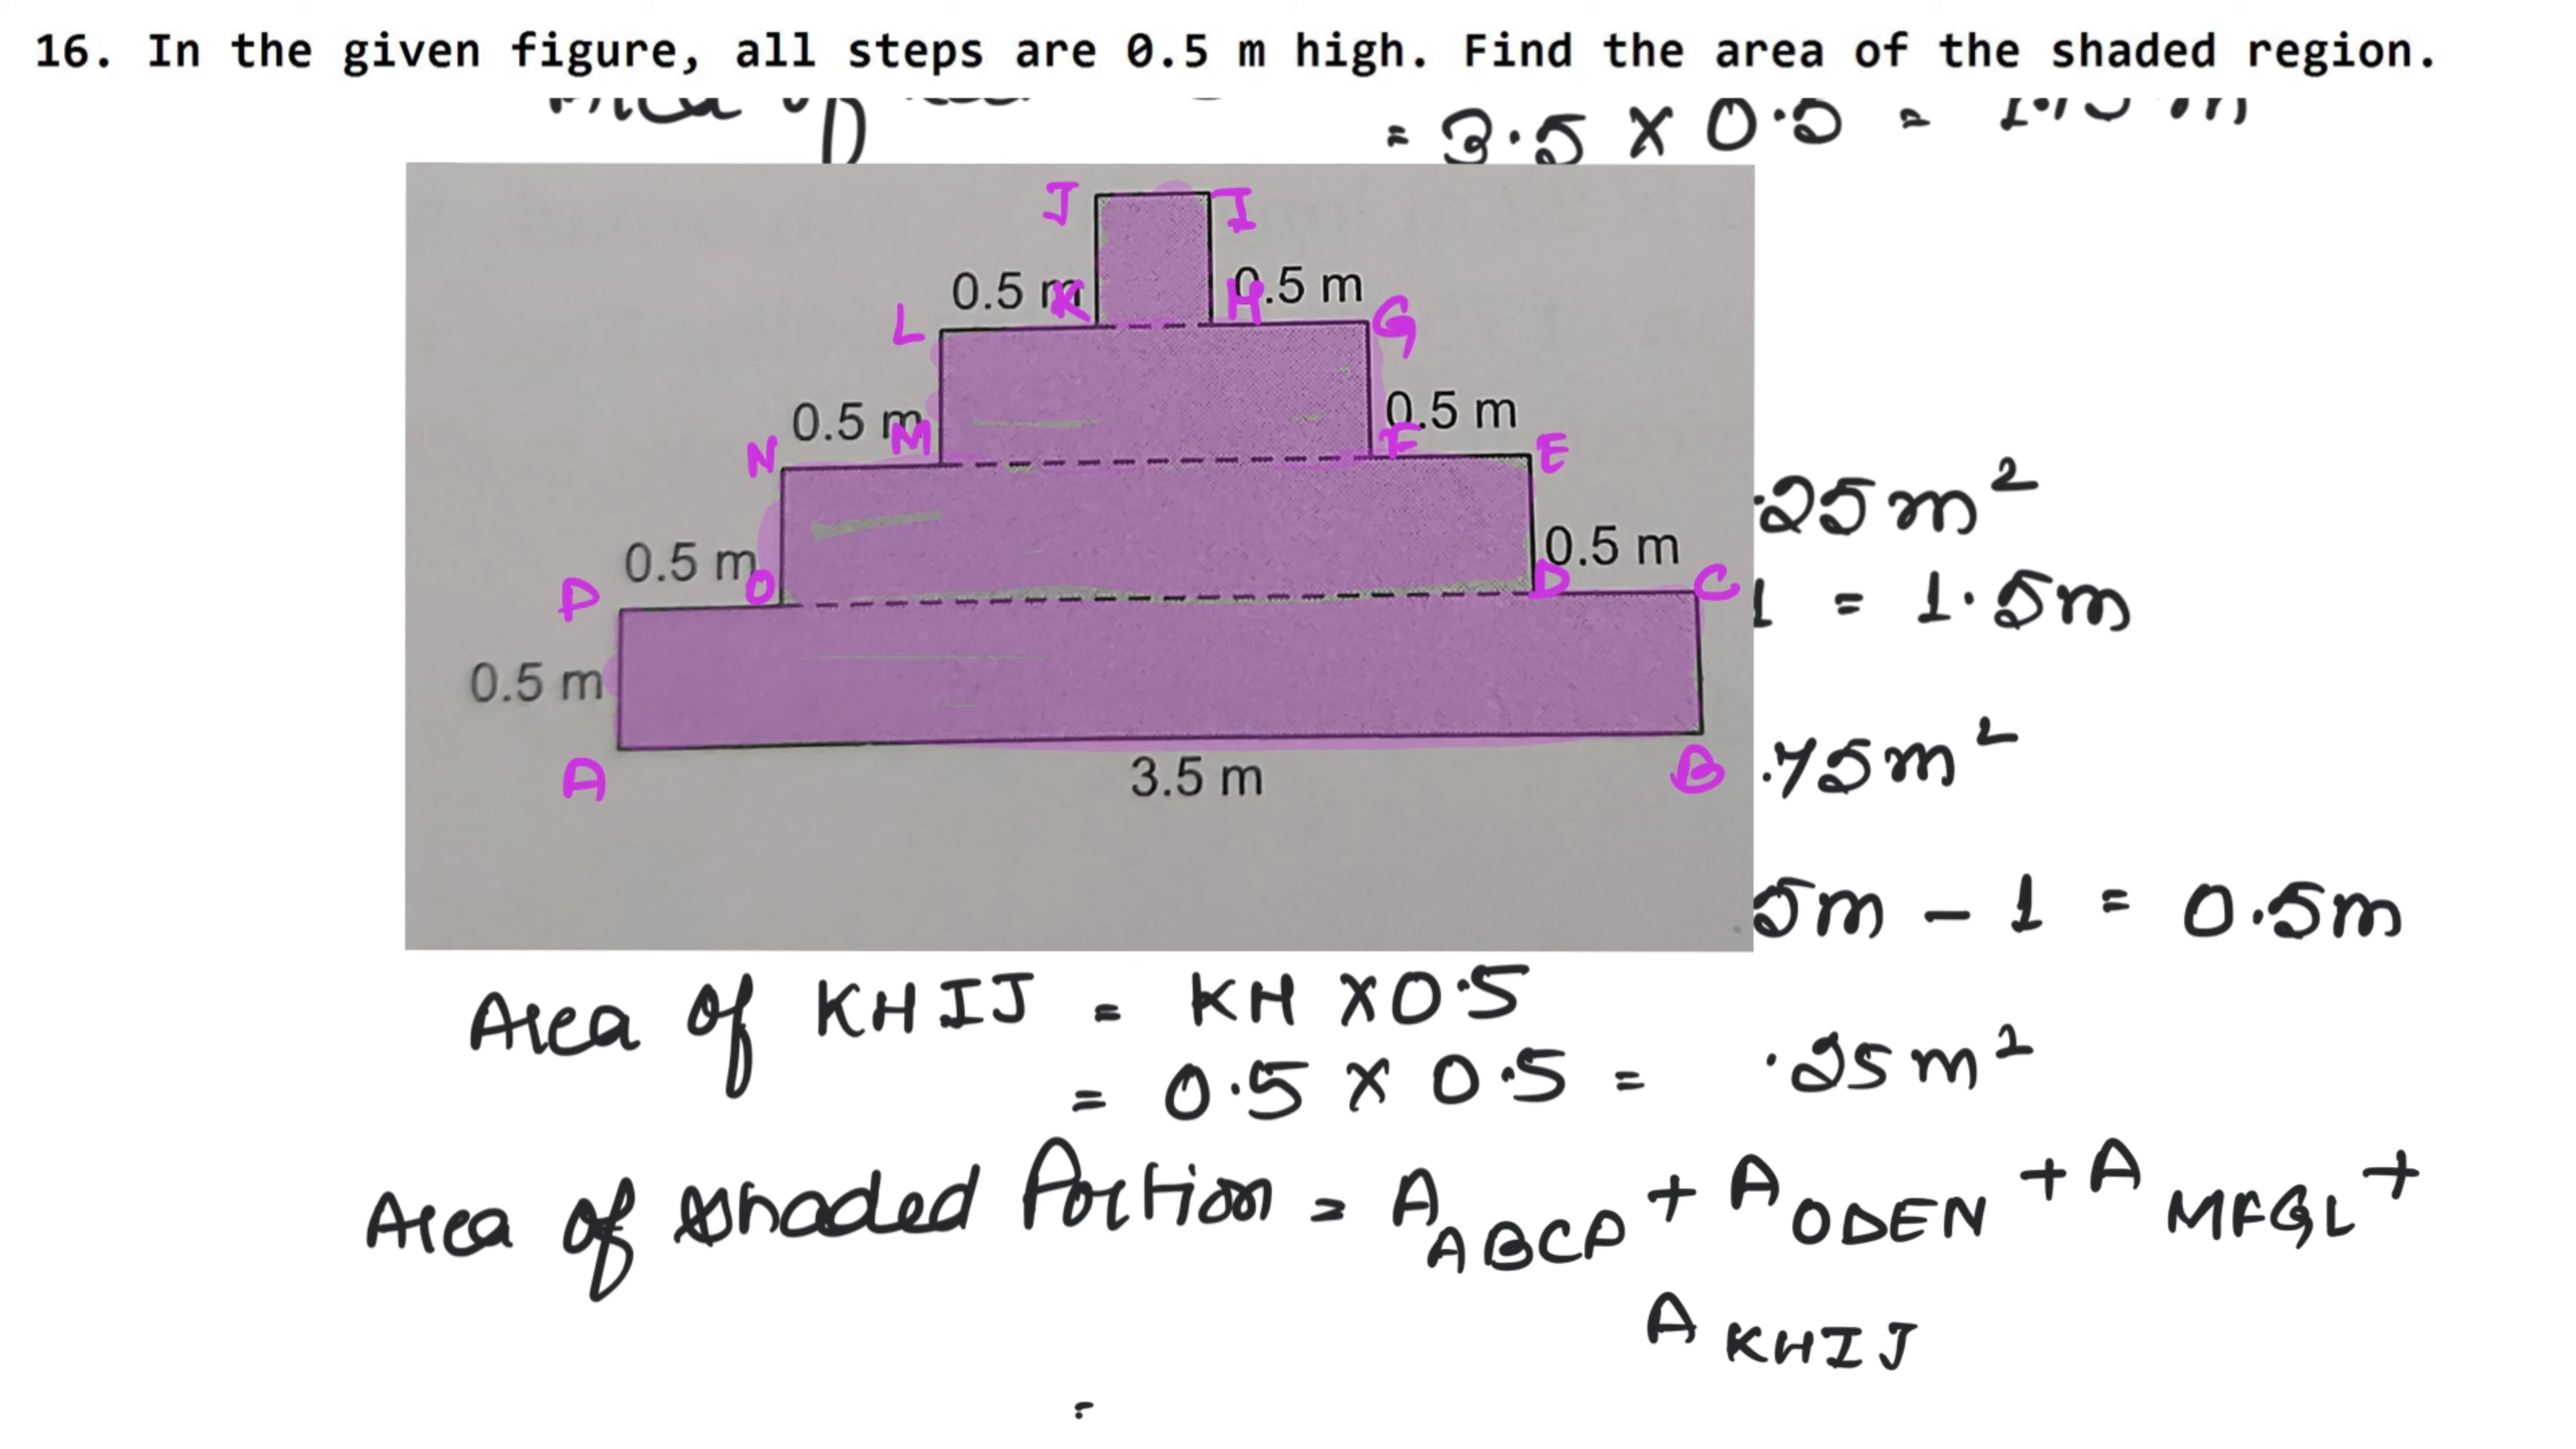 16. In the given figure, all steps are 0.5 m high. Find the area of the shaded region.
= 3.5 X 0.5 =
J I
0.5 m K H 0.5 m
L G
0.5 m M F 0.5 m
N E
0.5 m O D 0.5 m
P C
0.5 m
A 3.5 m B
.25 m²
1 = 1.5m
.75 m²
5m - 1 = 0.5m
Area of KHIJ = KH X 0.5
= 0.5 X 0.5 = .25 m²
Area of shaded Portion = A ABCP + A ODEN + A MFGL +
A KHIJ
=